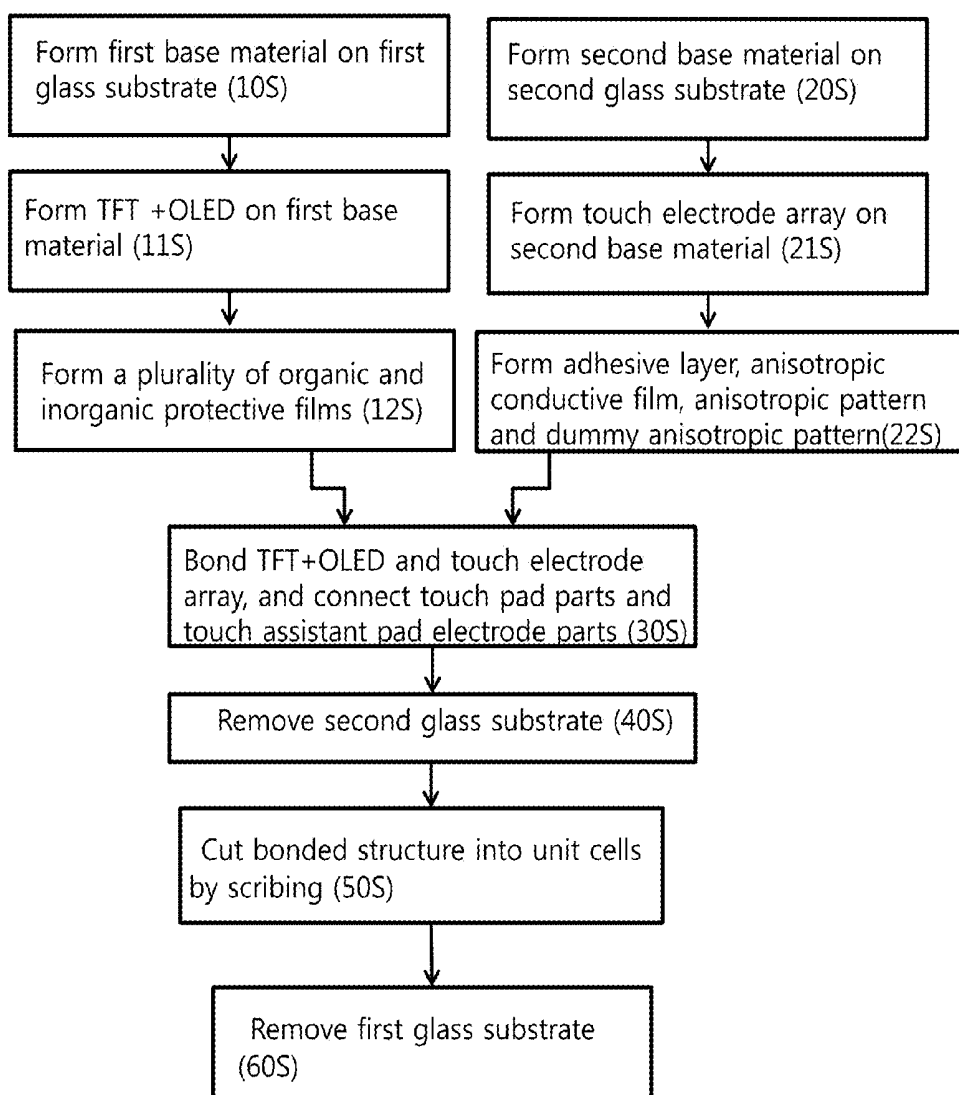 Form first base material on first
glass substrate (10S)
Form second base material on
second glass substrate (20S)
Form TFT +OLED on first base
material (11S)
Form touch electrode array on
second base material (21S)
Form a plurality of organic and
inorganic protective films (12S)
Form adhesive layer, anisotropic
conductive film, anisotropic pattern
and dummy anisotropic pattern(22S)
Bond TFT+OLED and touch electrode
array, and connect touch pad parts and
touch assistant pad electrode parts (30S)
Remove second glass substrate (40S)
Cut bonded structure into unit cells
by scribing (50S)
Remove first glass substrate
(60S)